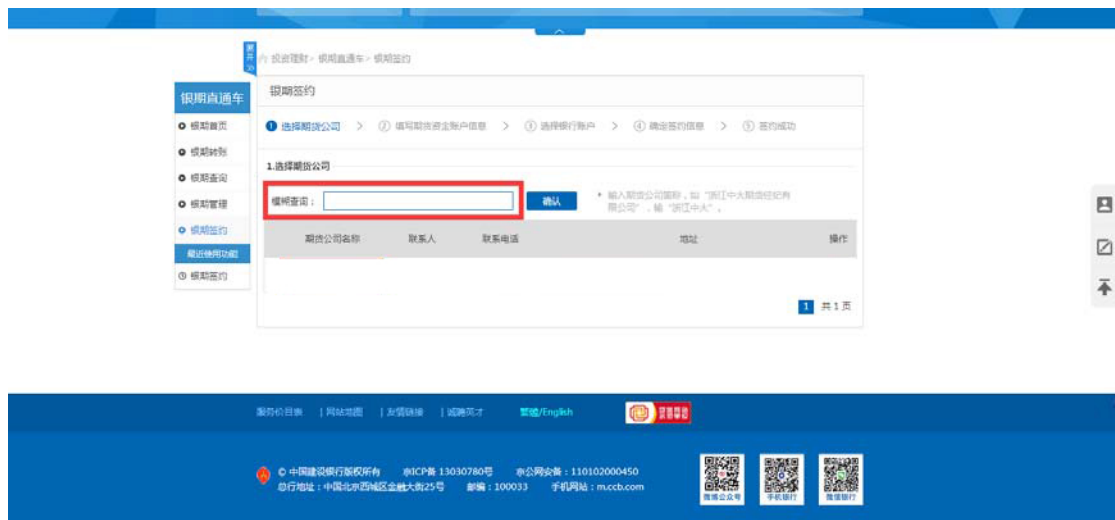 展开
投资理财> 银期直通车> 银期签约
银期直通车
银期首页
银期转账
银期查询
银期管理
银期签约
最近使用功能
银期签约
银期签约
1 选择期货公司 > ② 填写期货资金账户信息 > ③ 选择银行账户 > ④ 确定签约信息 > ⑤ 签约成功
1.选择期货公司
模糊查询：
确认
输入期货公司简称，如“浙江中大期货经纪有
限公司”，输“浙江中大”。
期货公司名称 联系人 联系电话 地址 操作
1 共1页
服务价目表 | 网站地图 | 友情链接 | 诚聘英才 繁體/English
© 中国建设银行版权所有 京ICP备 13030780号 京公网安备：110102000450
总行地址：中国北京西城区金融大街25号 邮编：100033 手机网站：m.ccb.com
微博公众号 手机银行 微信银行